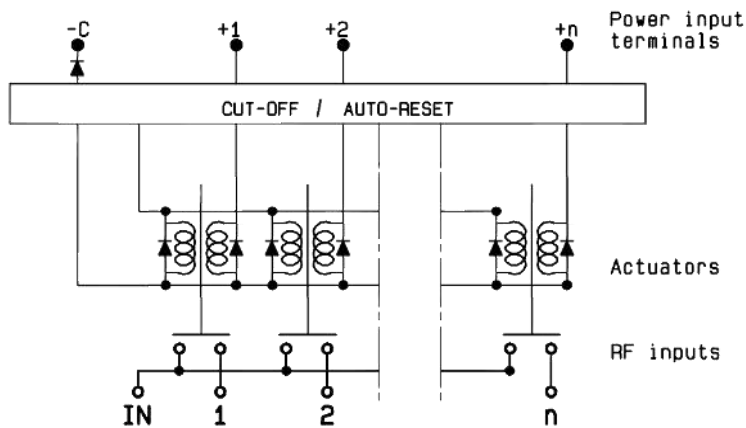 -C +1 +2 +n Power input
terminals
CUT-OFF / AUTO-RESET
Actuators
RF inputs
IN 1 2 n